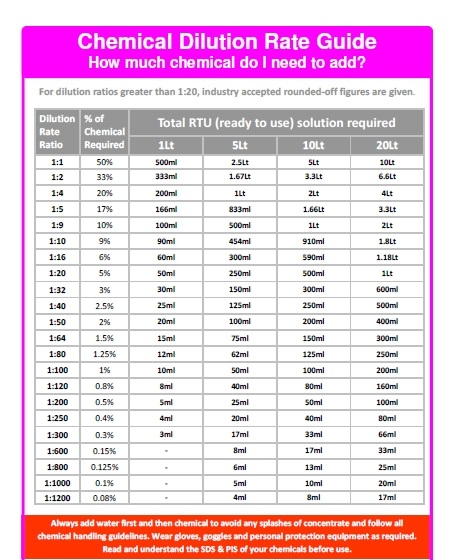 Chemical Dilution Rate Guide
How much chemical do I need to add?
For dilution ratios greater than 1:20, industry accepted rounded-off figures are given.
Dilution Rate Ratio % of Chemical Required Total RTU (ready to use) solution required
1Lt 5Lt 10Lt 20Lt
1:1 50% 500ml 2.5Lt 5Lt 10Lt
1:2 33% 333ml 1.67Lt 3.3Lt 6.6Lt
1:4 20% 200ml 1Lt 2Lt 4Lt
1:5 17% 166ml 833ml 1.66Lt 3.3Lt
1:9 10% 100ml 500ml 1Lt 2Lt
1:10 9% 90ml 454ml 910ml 1.8Lt
1:16 6% 60ml 300ml 590ml 1.18Lt
1:20 5% 50ml 250ml 500ml 1Lt
1:32 3% 30ml 150ml 300ml 600ml
1:40 2.5% 25ml 125ml 250ml 500ml
1:50 2% 20ml 100ml 200ml 400ml
1:64 1.5% 15ml 75ml 150ml 300ml
1:80 1.25% 12ml 62ml 125ml 250ml
1:100 1% 10ml 50ml 100ml 200ml
1:120 0.8% 8ml 40ml 80ml 160ml
1:200 0.5% 5ml 25ml 50ml 100ml
1:250 0.4% 4ml 20ml 40ml 80ml
1:300 0.3% 3ml 17ml 33ml 66ml
1:600 0.15% - 8ml 17ml 33ml
1:800 0.125% - 6ml 13ml 25ml
1:1000 0.1% - 5ml 10ml 20ml
1:1200 0.08% - 4ml 8ml 17ml
Always add water first and then chemical to avoid any splashes of concentrate and follow all
chemical handling guidelines. Wear gloves, goggles and personal protection equipment as required.
Read and understand the SDS & PIS of your chemicals before use.